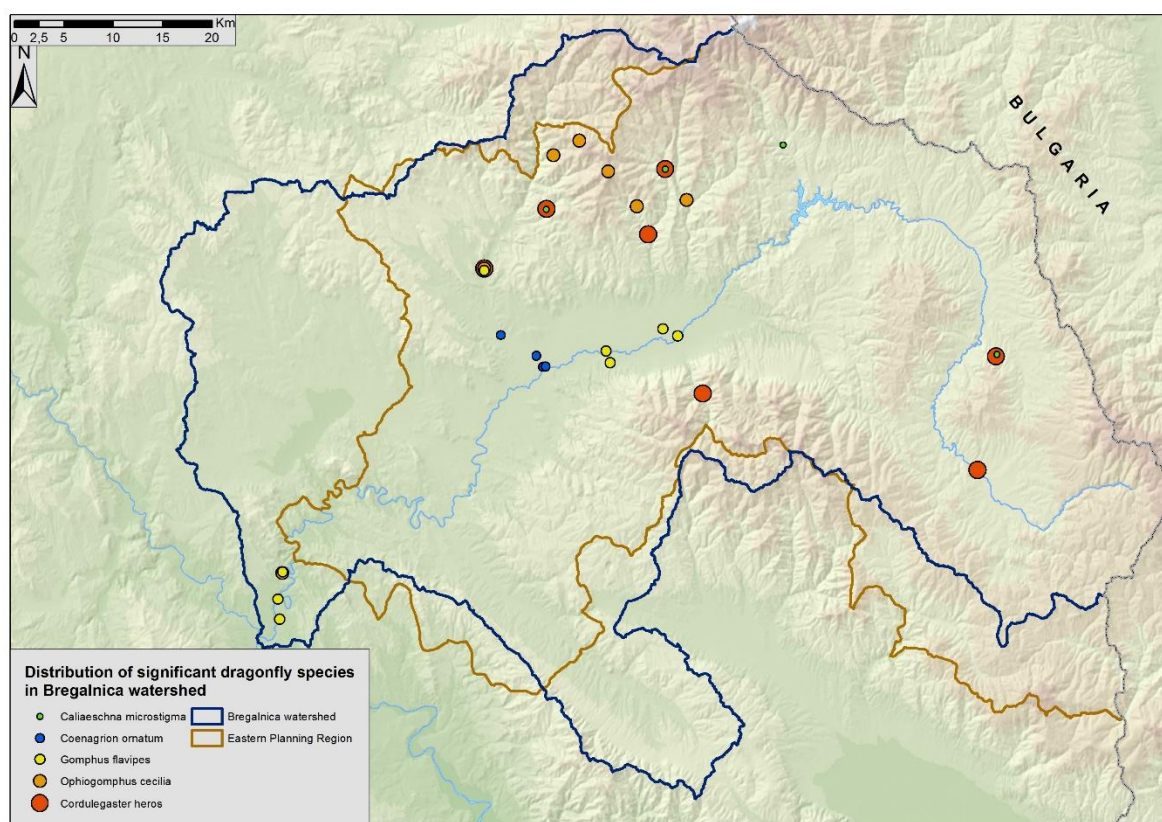 Km
0 2,5 5 10 15 20
N
BULGARIA
Distribution of significant dragonfly species
in Bregalnica watershed
Caliaeschna microstigma
Bregalnica watershed
Coenagrion ornatum
Eastern Planning Region
Gomphus flavipes
Ophiogomphus cecilia
Cordulegaster heros